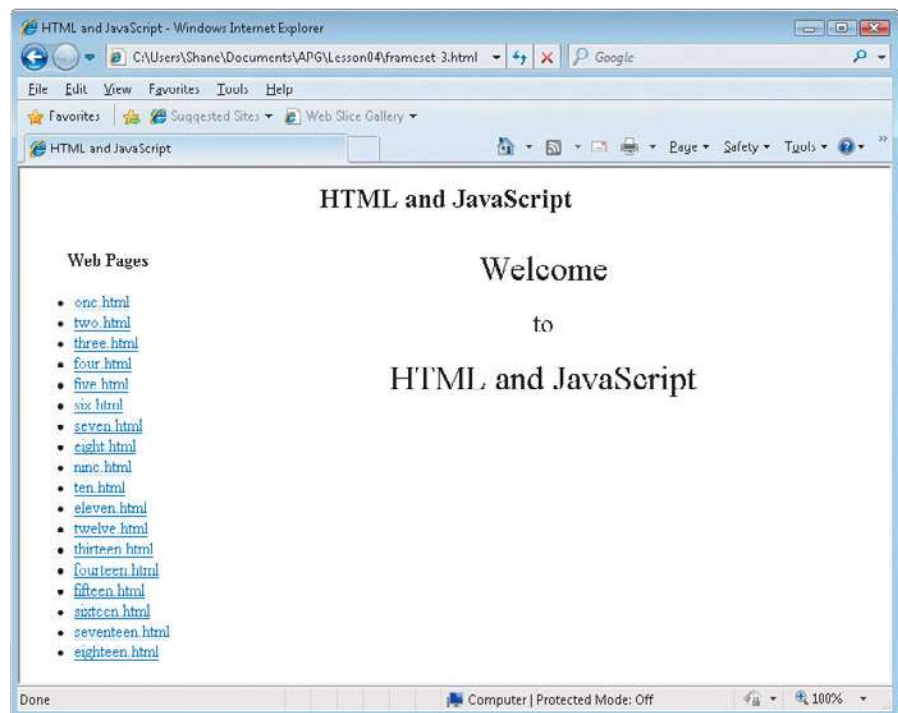 HTML and JavaScript - Windows Internet Explorer
C:\Users\Shane\Documents\APG\Lesson04\frameset-3.html Google
File Edit View Favorites Tools Help
Favorites Suggested Sites Web Slice Gallery
HTML and JavaScript Page Safety Tools
HTML and JavaScript
Web Pages
one.html
two.html
three.html
four.html
five.html
six.html
seven.html
eight.html
nine.html
ten.html
eleven.html
twelve.html
thirteen.html
fourteen.html
fifteen.html
sixteen.html
seventeen.html
eighteen.html
Welcome
to
HTML and JavaScript
Done Computer | Protected Mode: Off 100%